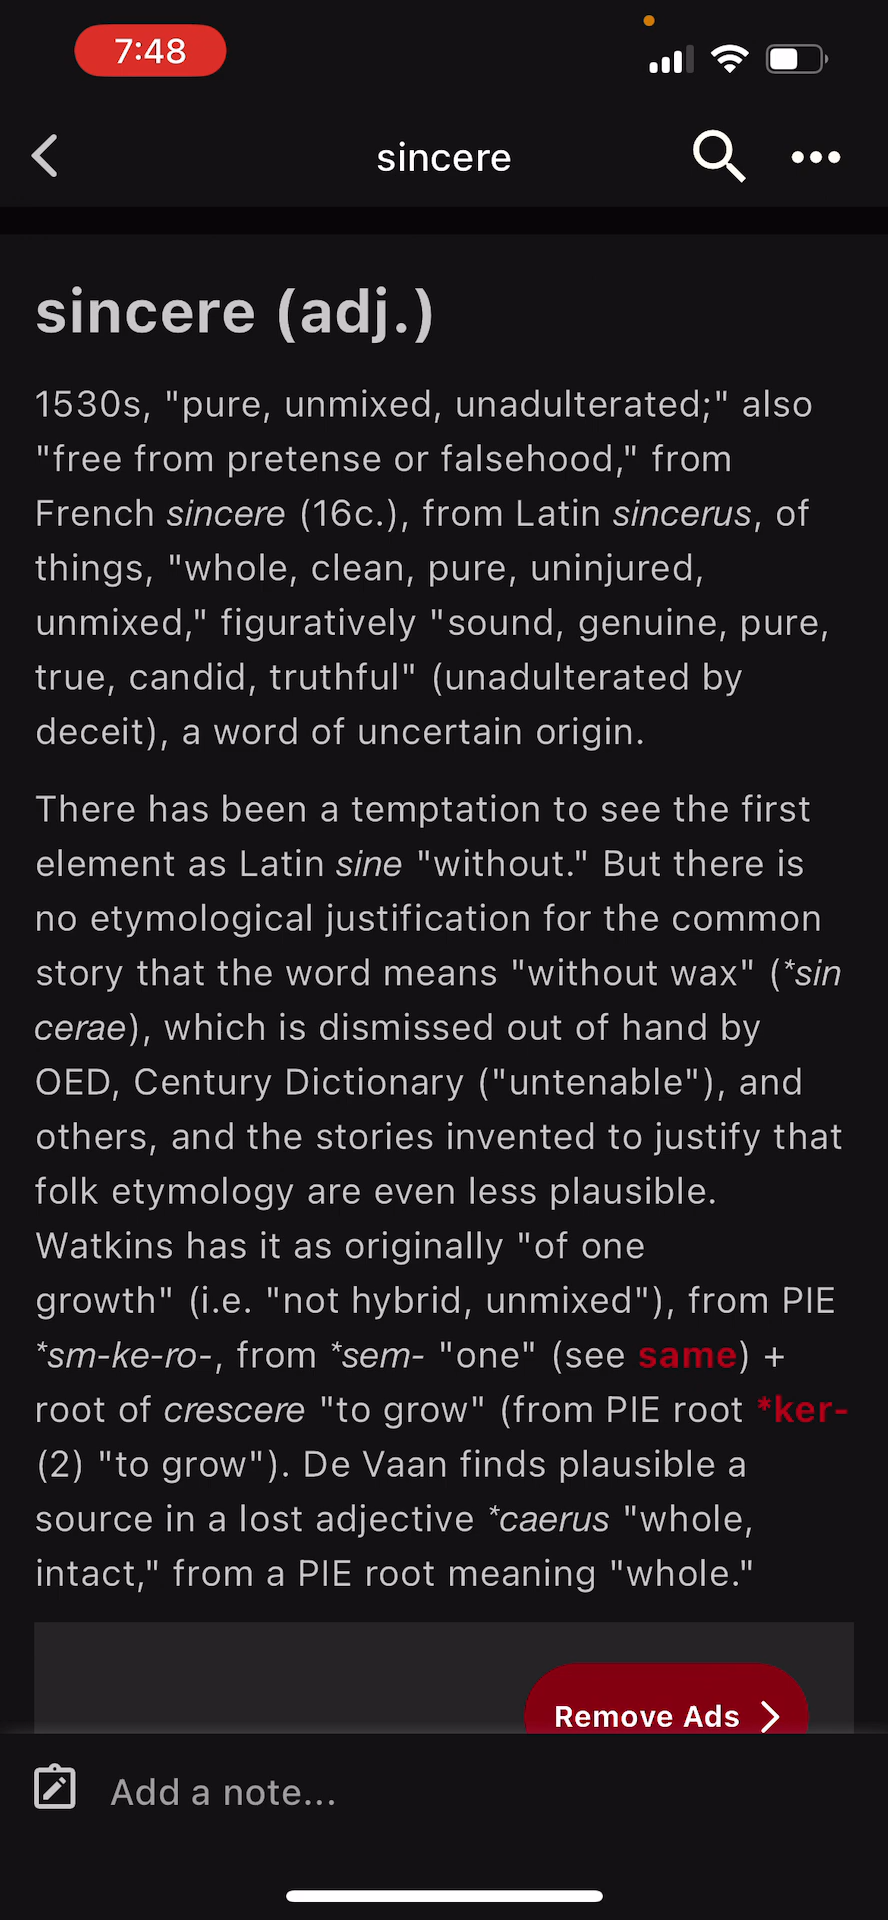 7:48
sincere
sincere (adj.)
1530s, "pure, unmixed, unadulterated;" also
"free from pretense or falsehood," from
French sincere (16c.), from Latin sincerus, of
things, "whole, clean, pure, uninjured,
unmixed," figuratively "sound, genuine, pure,
true, candid, truthful" (unadulterated by
deceit), a word of uncertain origin.
There has been a temptation to see the first
element as Latin sine "without." But there is
no etymological justification for the common
story that the word means "without wax" (*sin
cerae), which is dismissed out of hand by
OED, Century Dictionary ("untenable"), and
others, and the stories invented to justify that
folk etymology are even less plausible.
Watkins has it as originally "of one
growth" (i.e. "not hybrid, unmixed"), from PIE
*sm-ke-ro-, from *sem- "one" (see same) +
root of crescere "to grow" (from PIE root *ker-
(2) "to grow"). De Vaan finds plausible a
source in a lost adjective *caerus "whole,
intact," from a PIE root meaning "whole."
Remove Ads
Add a note...